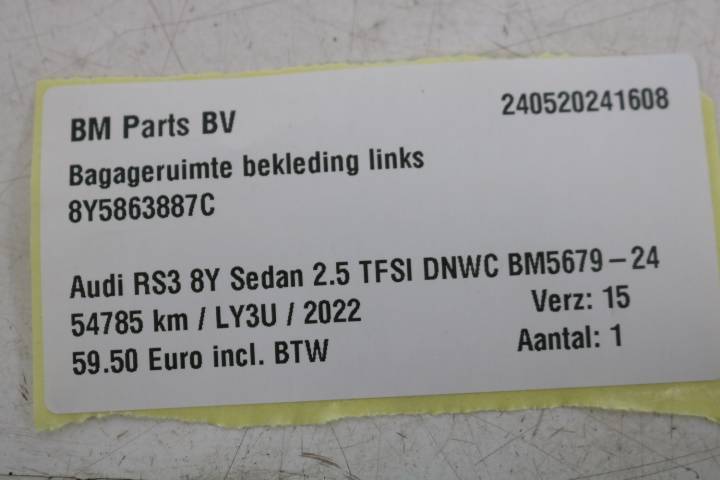 BM Parts BV 240520241608
Bagageruimte bekleding links
8Y5863887C
Audi RS3 8Y Sedan 2.5 TFSI DNWC BM5679-24
54785 km / LY3U / 2022 Verz: 15
59.50 Euro incl. BTW Aantal: 1